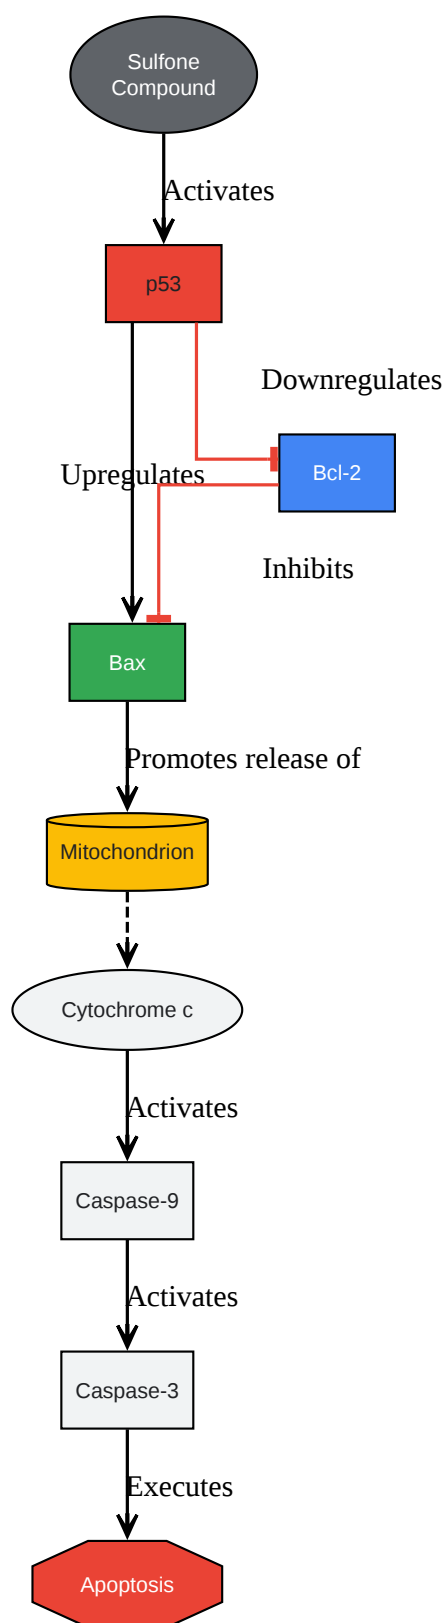 Sulfone
Compound
Activates
p53
Downregulates
Upregulates
Bcl-2
Inhibits
Bax
Promotes release of
Mitochondrion
Cytochrome c
Activates
Caspase-9
Activates
Caspase-3
Executes
Apoptosis